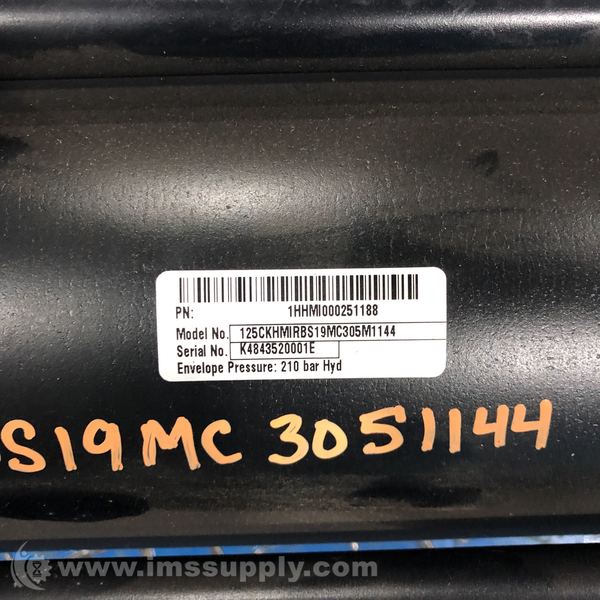 PN: 1HHMI000251188
Model No. 125CKHMIRBS19MC305M1144
Serial No. K4843520001E
Envelope Pressure: 210 bar Hyd
S19MC 3051144
www.imssupply.com